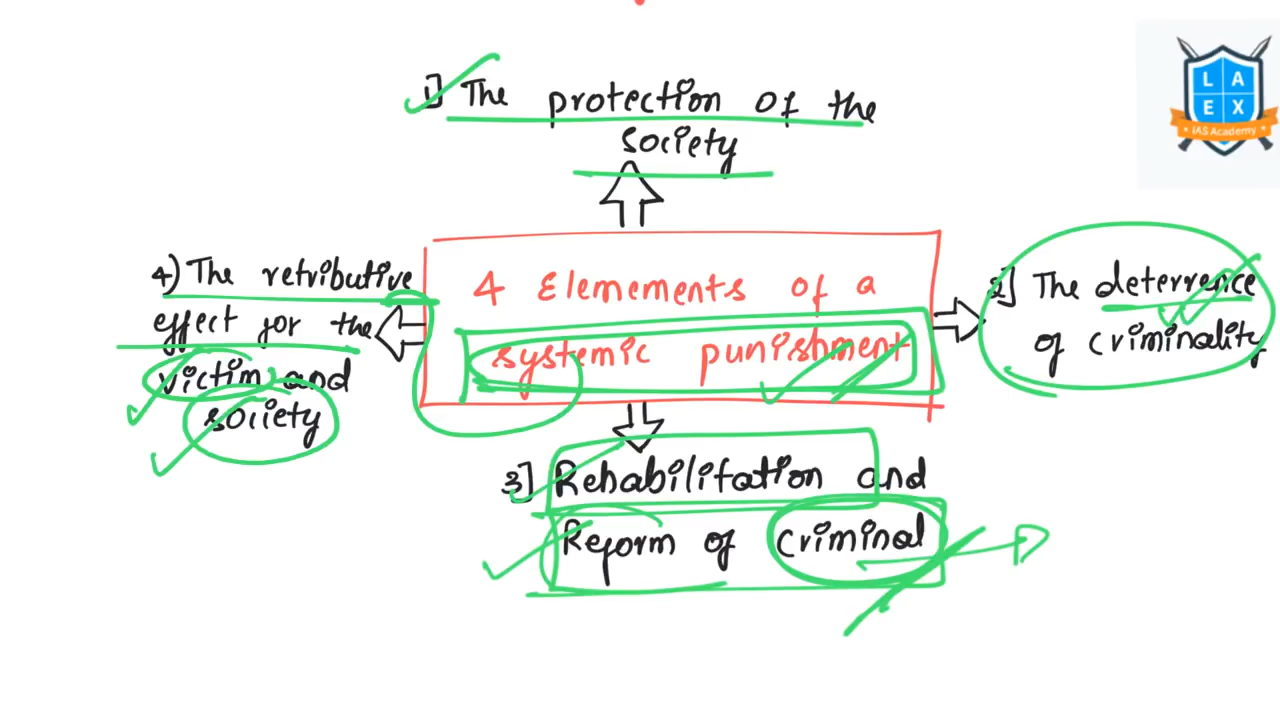 1] The protection of the
society
L A
E X
IAS Academy
4 Elemements of a
systemic punishment
2] The deterrence
of criminality
3] Rehabilitation and
Reform of criminal
4) The retributive
effect for the
victim and
society